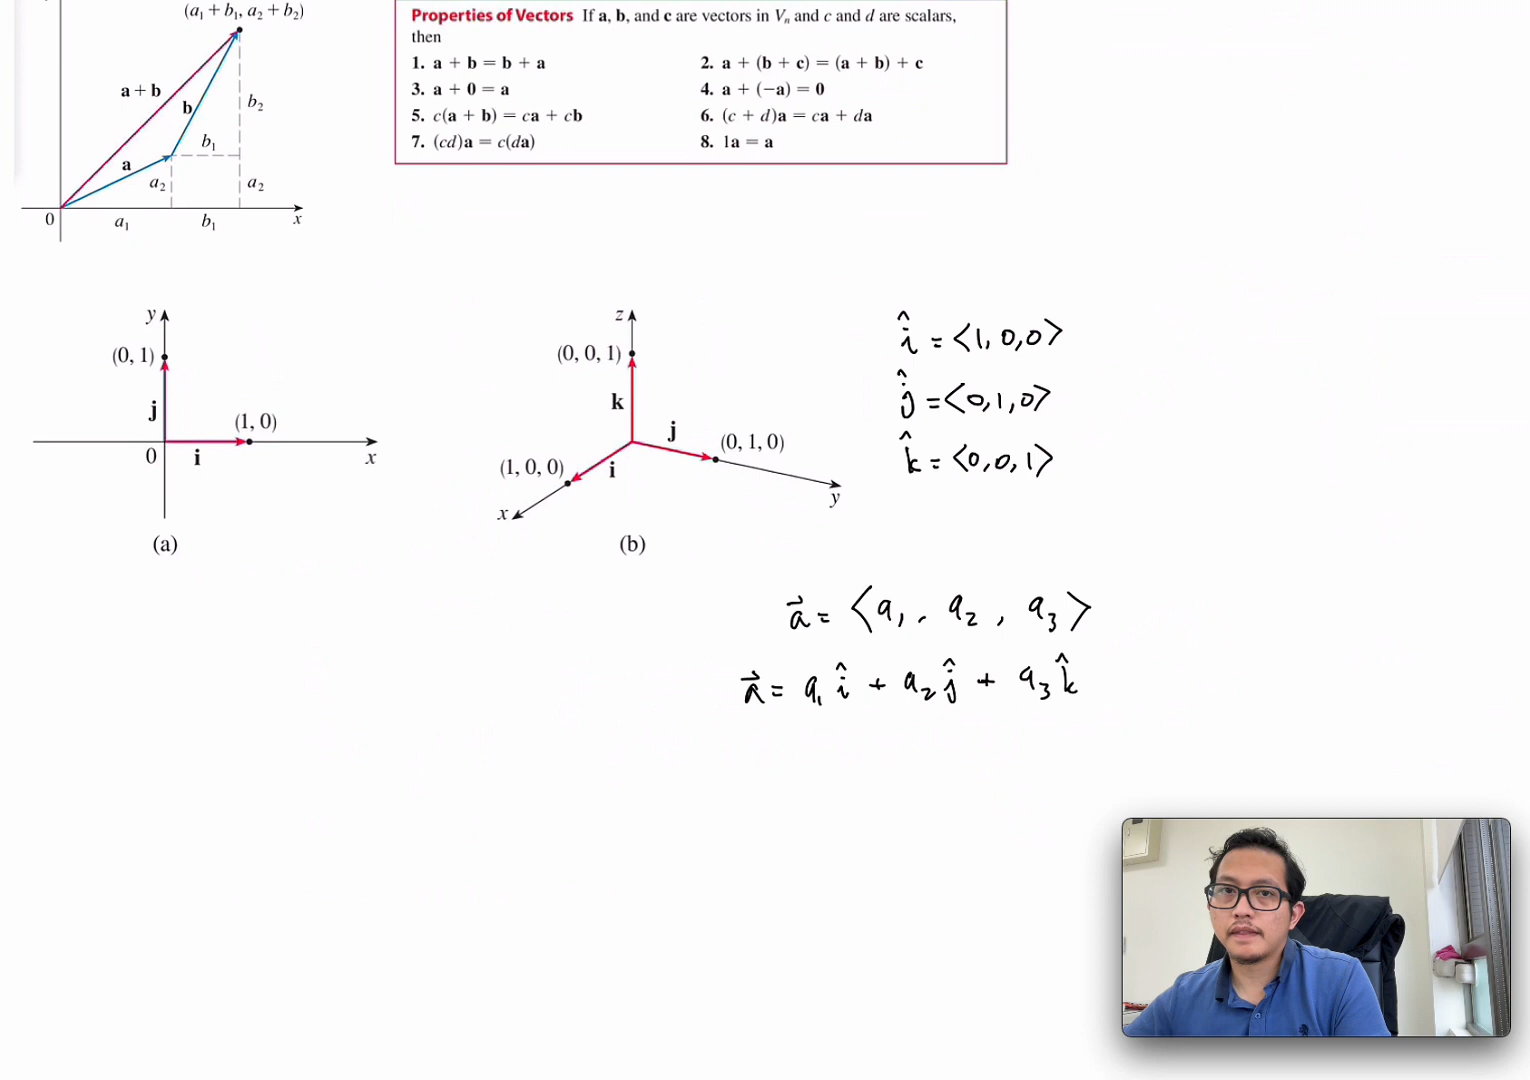 (a₁ + b₁, a₂ + b₂)
a + b
b
b₂
b₁
a
a₂
a₂
0
a₁
b₁
x
Properties of Vectors If a, b, and c are vectors in Vₙ and c and d are scalars,
then
1. a + b = b + a
2. a + (b + c) = (a + b) + c
3. a + 0 = a
4. a + (−a) = 0
5. c(a + b) = ca + cb
6. (c + d)a = ca + da
7. (cd)a = c(da)
8. 1a = a
y
(0, 1)
j
(1, 0)
0
i
x
(a)
z
(0, 0, 1)
k
j
(0, 1, 0)
(1, 0, 0)
i
x
y
(b)
î = <1, 0, 0>
ĵ = <0, 1, 0>
k̂ = <0, 0, 1>
a⃗ = <a₁, a₂, a₃>
a⃗ = a₁ î + a₂ ĵ + a₃ k̂